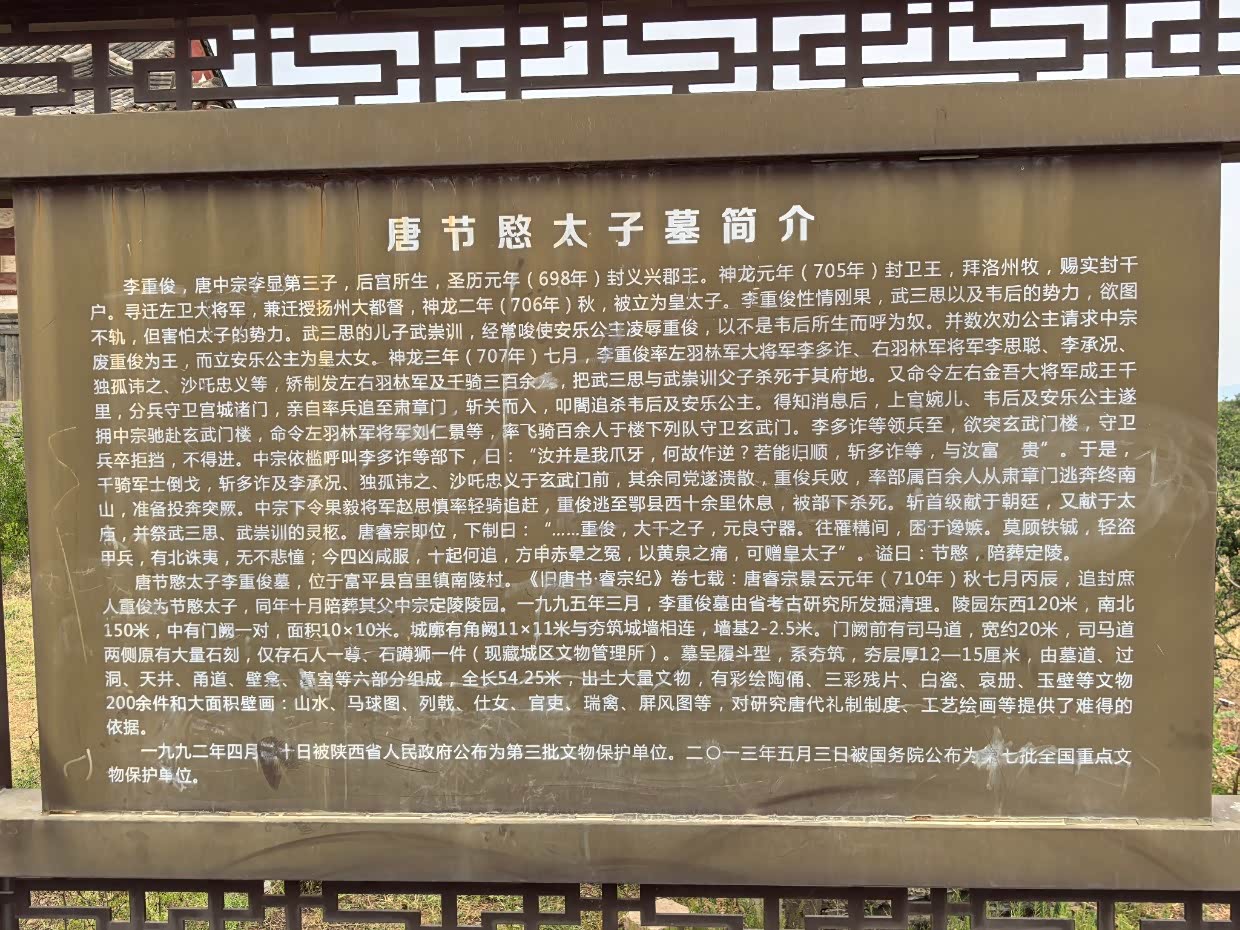 唐节愍太子墓简介
李重俊，唐中宗李显第三子，后宫所生，圣历元年（698年）封义兴郡王。神龙元年（705年）封卫王，拜洛州牧，赐实封千
户。寻迁左卫大将军，兼迁授扬州大都督，神龙二年（706年）秋，被立为皇太子。李重俊性情刚果，武三思以及韦后的势力，欲图
不轨，但害怕太子的势力。武三思的儿子武崇训，经常唆使安乐公主凌辱重俊，以不是韦后所生而呼为奴。并数次劝公主请求中宗
废重俊为王，而立安乐公主为皇太女。神龙三年（707年）七月，李重俊率左羽林军大将军李多诈、右羽林军将军李思聪、李承况、
独孤讳之、沙吒忠义等，矫制发左右羽林军及千骑三百余，把武三思与武崇训父子杀死于其府地。又命令左右金吾大将军成王千
里，分兵守卫宫城诸门，亲自率兵追至肃章门，斩关而入，叩閤追杀韦后及安乐公主。得知消息后，上官婉儿、韦后及安乐公主遂
拥中宗驰赴玄武门楼，命令左羽林军将军刘仁景等，率飞骑百余人于楼下列队守卫玄武门。李多诈等领兵至，欲突玄武门楼，守卫
兵卒拒挡，不得进。中宗依槛呼叫李多诈等部下，曰：“汝并是我爪牙，何故作逆？若能归顺，斩多诈等，与汝富 贵”。于是，
千骑军士倒戈，斩多诈及李承况、独孤讳之、沙吒忠义于玄武门前，其余同党遂溃散，重俊兵败，率部属百余人从肃章门逃奔终南
山，准备投奔突厥。中宗下令果毅将军赵思慎率轻骑追赶，重俊逃至鄂县西十余里休息，被部下杀死。斩首级献于朝廷，又献于太
庙，并祭武三思、武崇训的灵柩。唐睿宗即位，下制曰：“……重俊，大干之子，元良守器。往罹構间，困于谗嫉。莫顾铁钺，轻盗
甲兵，有北诛夷，无不悲憧；今四凶咸服，十起何追，方申赤晕之冤，以黄泉之痛，可赠皇太子”。谥曰：节愍，陪葬定陵。
唐节愍太子李重俊墓，位于富平县宫里镇南陵村。《旧唐书·睿宗纪》卷七载：唐睿宗景云元年（710年）秋七月丙辰，追封庶
人重俊为节愍太子，同年十月陪葬其父中宗定陵陵园。一九九五年三月，李重俊墓由省考古研究所发掘清理。陵园东西120米，南北
150米，中有门阙一对，面积10×10米。城廓有角阙11×11米与夯筑城墙相连，墙基2-2.5米。门阙前有司马道，宽约20米，司马道
两侧原有大量石刻，仅存石人一尊、石蹲狮一件（现藏城区文物管理所）。墓呈履斗型，系夯筑，夯层厚12—15厘米，由墓道、过
洞、天井、甬道、壁龛、墓室等六部分组成，全长54.25米，出土大量文物，有彩绘陶俑、三彩残片、白瓷、哀册、玉璧等文物
200余件和大面积壁画：山水、马球图、列戟、仕女、官吏、瑞禽、屏风图等，对研究唐代礼制制度、工艺绘画等提供了难得的
依据。
一九九二年四月十日被陕西省人民政府公布为第三批文物保护单位。二〇一三年五月三日被国务院公布为第七批全国重点文
物保护单位。